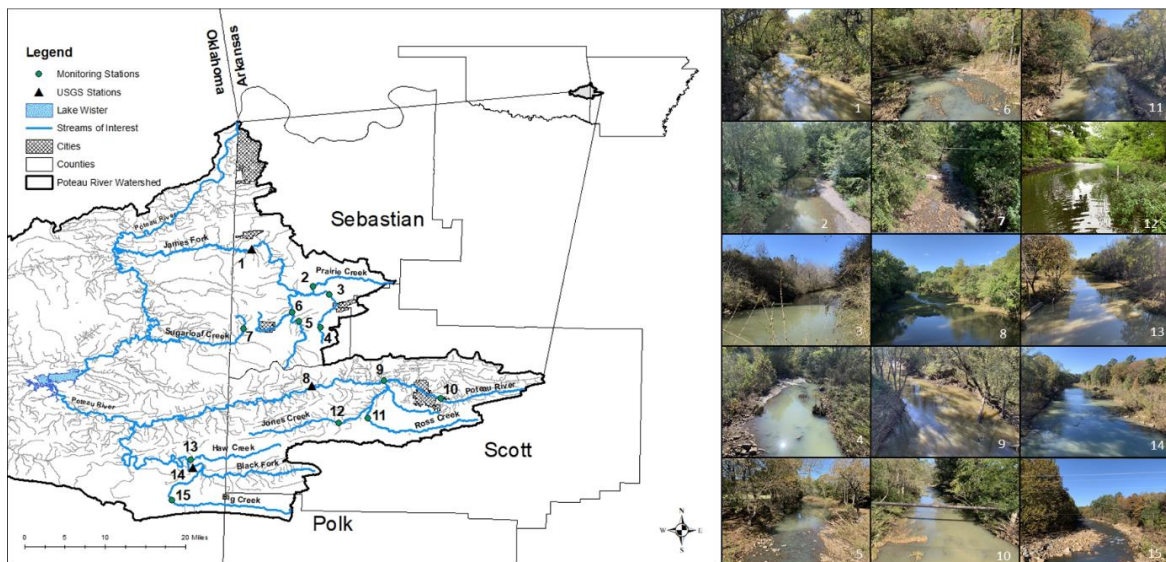 Legend
Monitoring Stations
USGS Stations
Lake Wister
Streams of Interest
Cities
Counties
Poteau River Watershed
Oklahoma
Arkansas
Sebastian
Scott
Polk
Poteau River
James Fork
Prairie Creek
Sugarloaf Creek
Poteau River
Poteau River
Jones Creek
Ross Creek
Haw Creek
Black Fork
Big Creek
1
2
3
4
5
6
7
8
9
10
11
12
13
14
15
0 5 10 20 Miles
N
W E
S
1
6
11
2
7
12
3
8
13
4
9
14
5
10
15